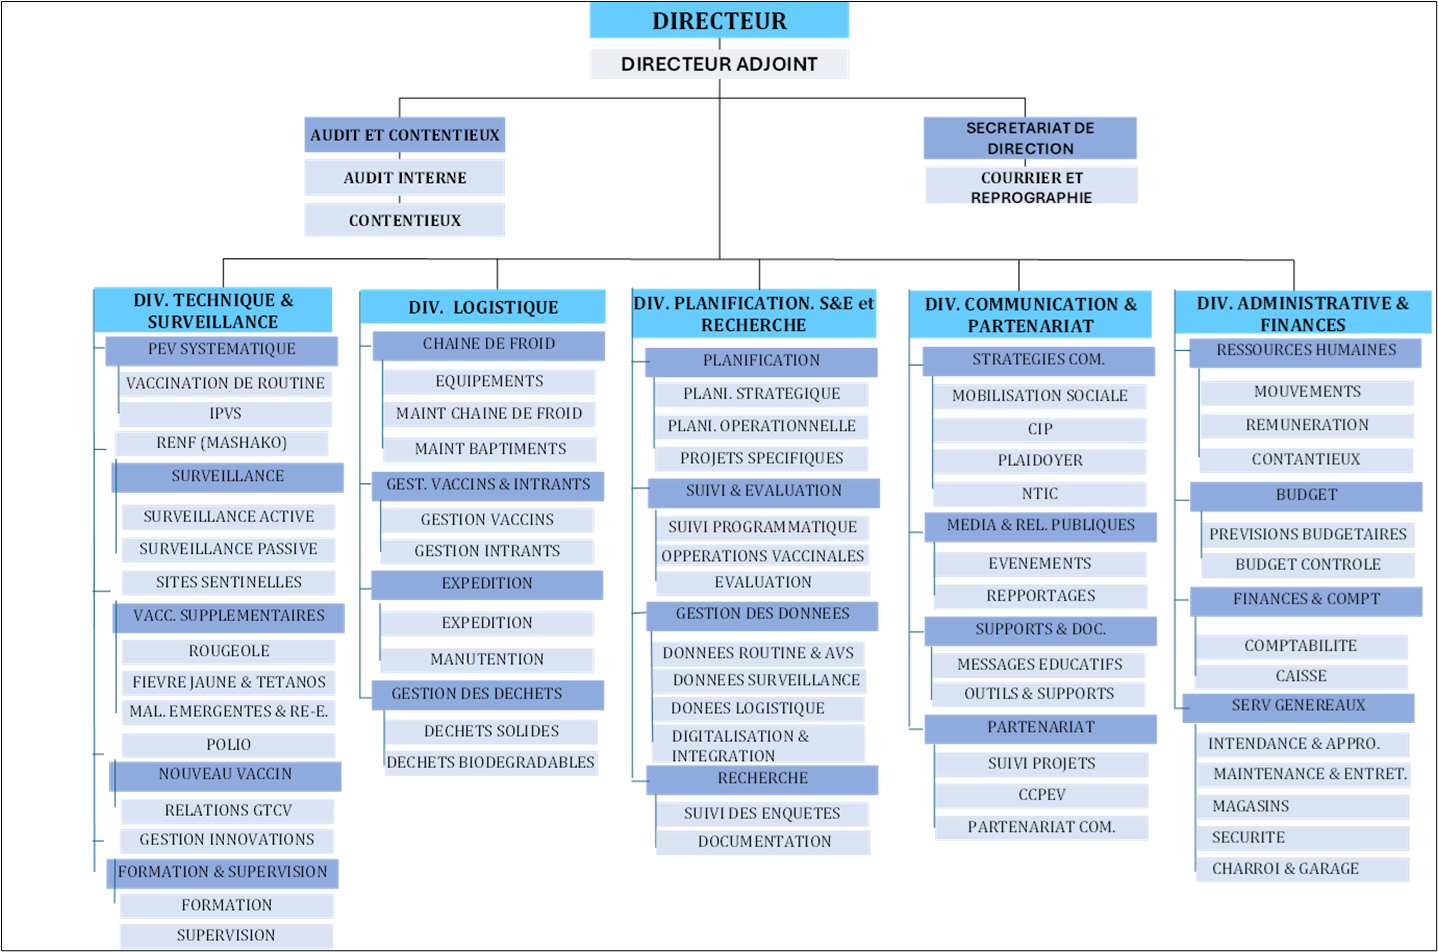 DIRECTEUR
DIRECTEUR ADJOINT
AUDIT ET CONTENTIEUX
AUDIT INTERNE
CONTENTIEUX
SECRETARIAT DE
DIRECTION
COURRIER ET
REPROGRAPHIE
DIV. TECHNIQUE &
SURVEILLANCE
PEV SYSTEMATIQUE
VACCINATION DE ROUTINE
IPVS
RENF (MASHAKO)
SURVEILLANCE
SURVEILLANCE ACTIVE
SURVEILLANCE PASSIVE
SITES SENTINELLES
VACC. SUPPLEMENTAIRES
ROUGEOLE
FIEVRE JAUNE & TETANOS
MAL. EMERGENTES & RE-E.
POLIO
NOUVEAU VACCIN
RELATIONS GTCV
GESTION INNOVATIONS
FORMATION & SUPERVISION
FORMATION
SUPERVISION
DIV. LOGISTIQUE
CHAINE DE FROID
EQUIPEMENTS
MAINT CHAINE DE FROID
MAINT BAPTIMENTS
GEST. VACCINS & INTRANTS
GESTION VACCINS
GESTION INTRANTS
EXPEDITION
EXPEDITION
MANUTENTION
GESTION DES DECHETS
DECHETS SOLIDES
DECHETS BIODEGRADABLES
DIV. PLANIFICATION. S&E et
RECHERCHE
PLANIFICATION
PLANI. STRATEGIQUE
PLANI. OPERATIONNELLE
PROJETS SPECIFIQUES
SUIVI & EVALUATION
SUIVI PROGRAMMATIQUE
OPPERATIONS VACCINALES
EVALUATION
GESTION DES DONNEES
DONNEES ROUTINE & AVS
DONNEES SURVEILLANCE
DONEES LOGISTIQUE
DIGITALISATION &
INTEGRATION
RECHERCHE
SUIVI DES ENQUETES
DOCUMENTATION
DIV. COMMUNICATION &
PARTENARIAT
STRATEGIES COM.
MOBILISATION SOCIALE
CIP
PLAIDOYER
NTIC
MEDIA & REL. PUBLIQUES
EVENEMENTS
REPPORTAGES
SUPPORTS & DOC.
MESSAGES EDUCATIFS
OUTILS & SUPPORTS
PARTENARIAT
SUIVI PROJETS
CCPEV
PARTENARIAT COM.
DIV. ADMINISTRATIVE &
FINANCES
RESSOURCES HUMAINES
MOUVEMENTS
REMUNERATION
CONTANTIEUX
BUDGET
PREVISIONS BUDGETAIRES
BUDGET CONTROLE
FINANCES & COMPT
COMPTABILITE
CAISSE
SERV GENEREAUX
INTENDANCE & APPRO.
MAINTENANCE & ENTRET.
MAGASINS
SECURITE
CHARROI & GARAGE